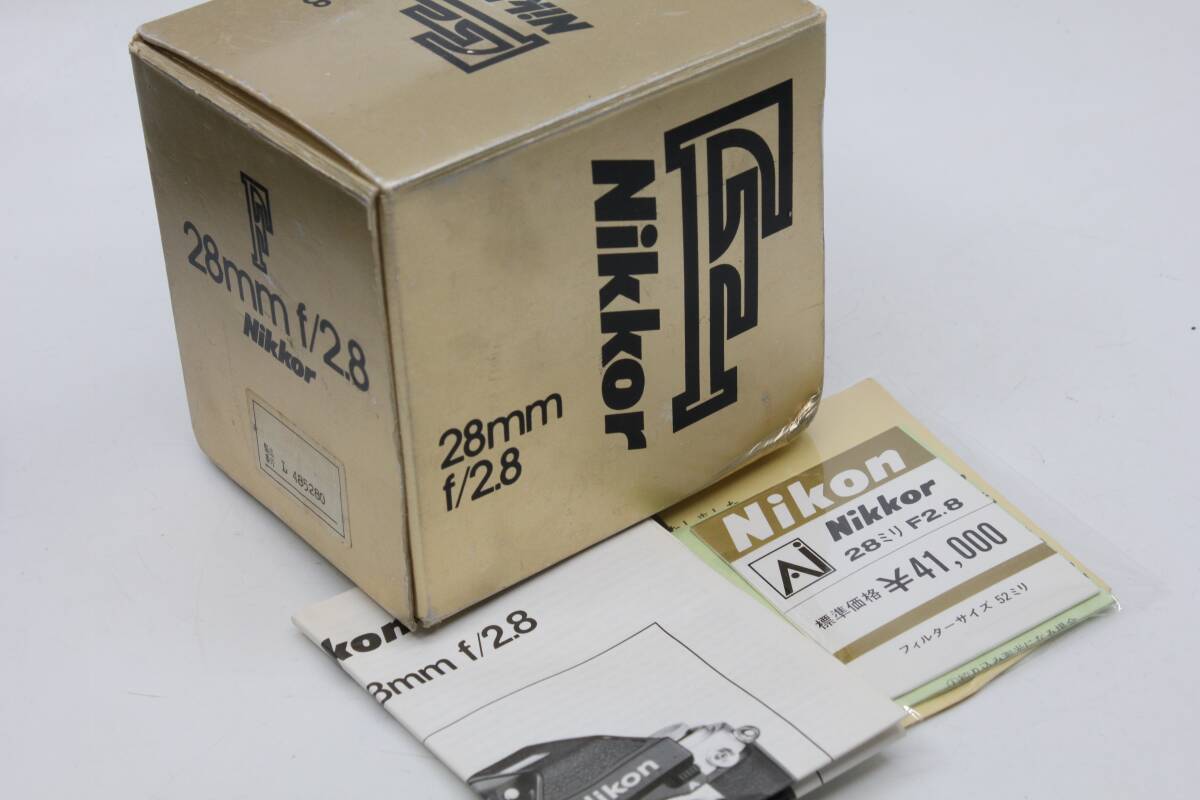 Nik
28mm f/2.8
Nikkor
L 485280
Nikkor
28mm
f/2.8
Nikon
Nikkor
28ミリ F2.8
Ai
標準価格 ¥41,000
フィルターサイズ 52ミリ
kon
8mm f/2.8
Nikon
A